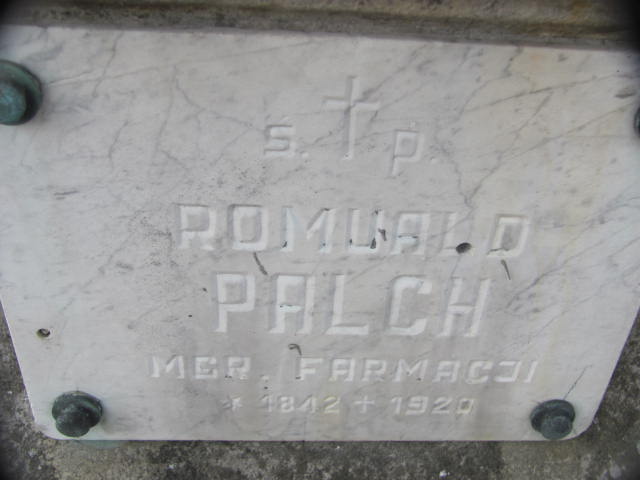 ś. † p.
ROMUALD
PALCH
MGR. FARMACJI
* 1842 + 1920